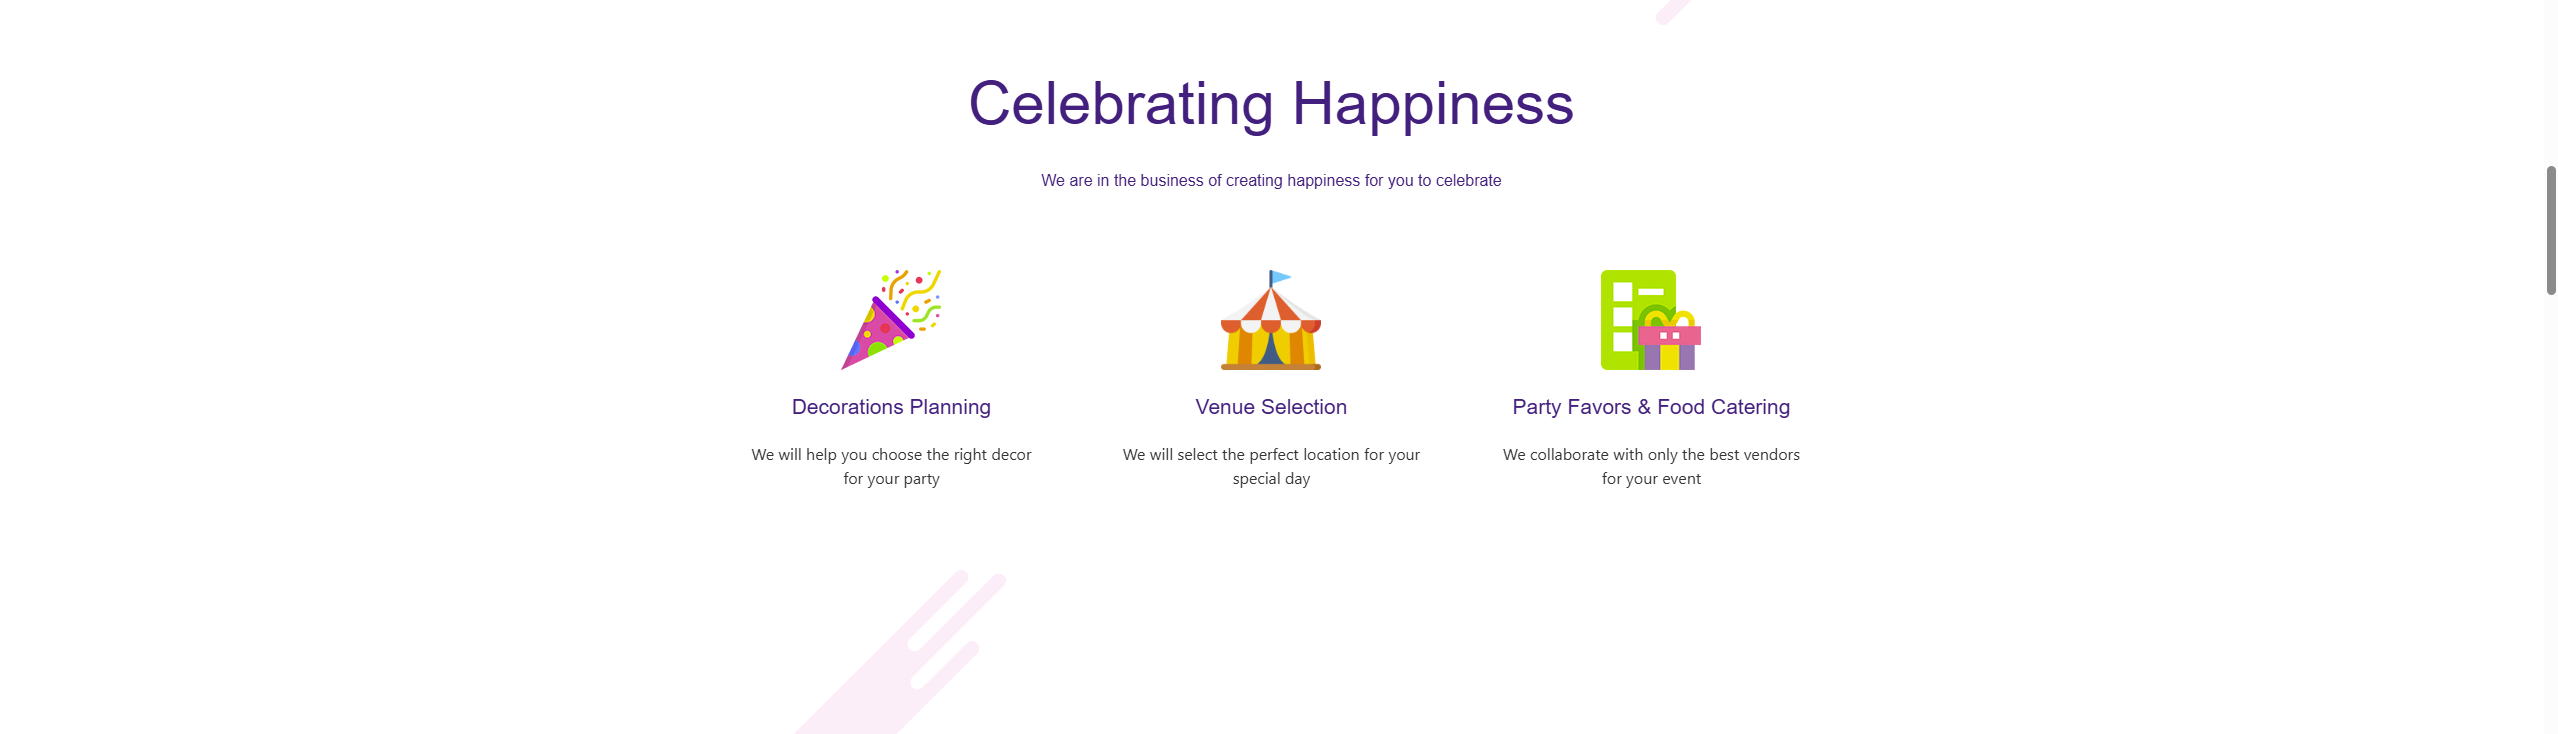 Celebrating Happiness
We are in the business of creating happiness for you to celebrate
Decorations Planning
We will help you choose the right decor
for your party
Venue Selection
We will select the perfect location for your
special day
Party Favors & Food Catering
We collaborate with only the best vendors
for your event